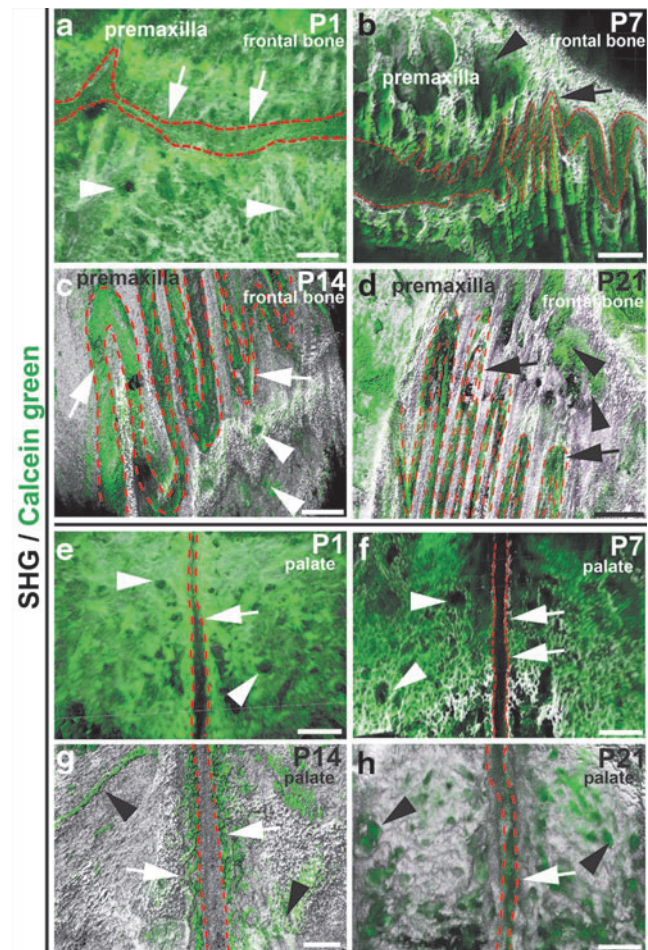 SHG / Calcein green
a
premaxilla
P1
frontal bone
b
P7
frontal bone
premaxilla
c
premaxilla
P14
frontal bone
d
premaxilla
P21
frontal bone
e
P1
palate
f
P7
palate
g
P14
palate
h
P21
palate